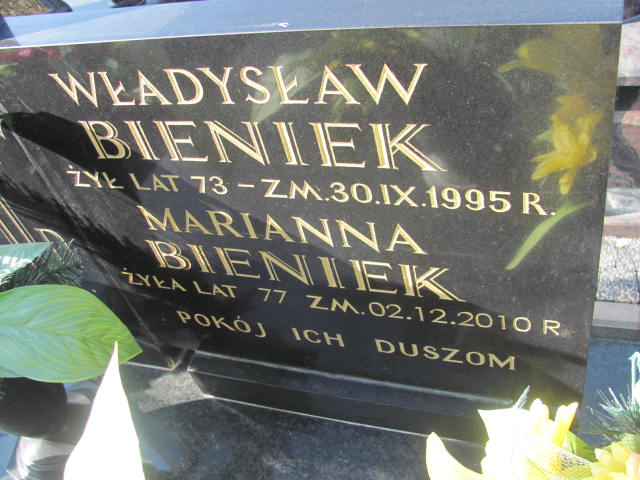 WŁADYSŁAW
BIENIEK
ŻYŁ LAT 73 - ZM. 30.IX.1995 R.
MARIANNA
BIENIEK
ŻYŁA LAT 77 ZM. 02.12.2010 R
POKÓJ ICH DUSZOM